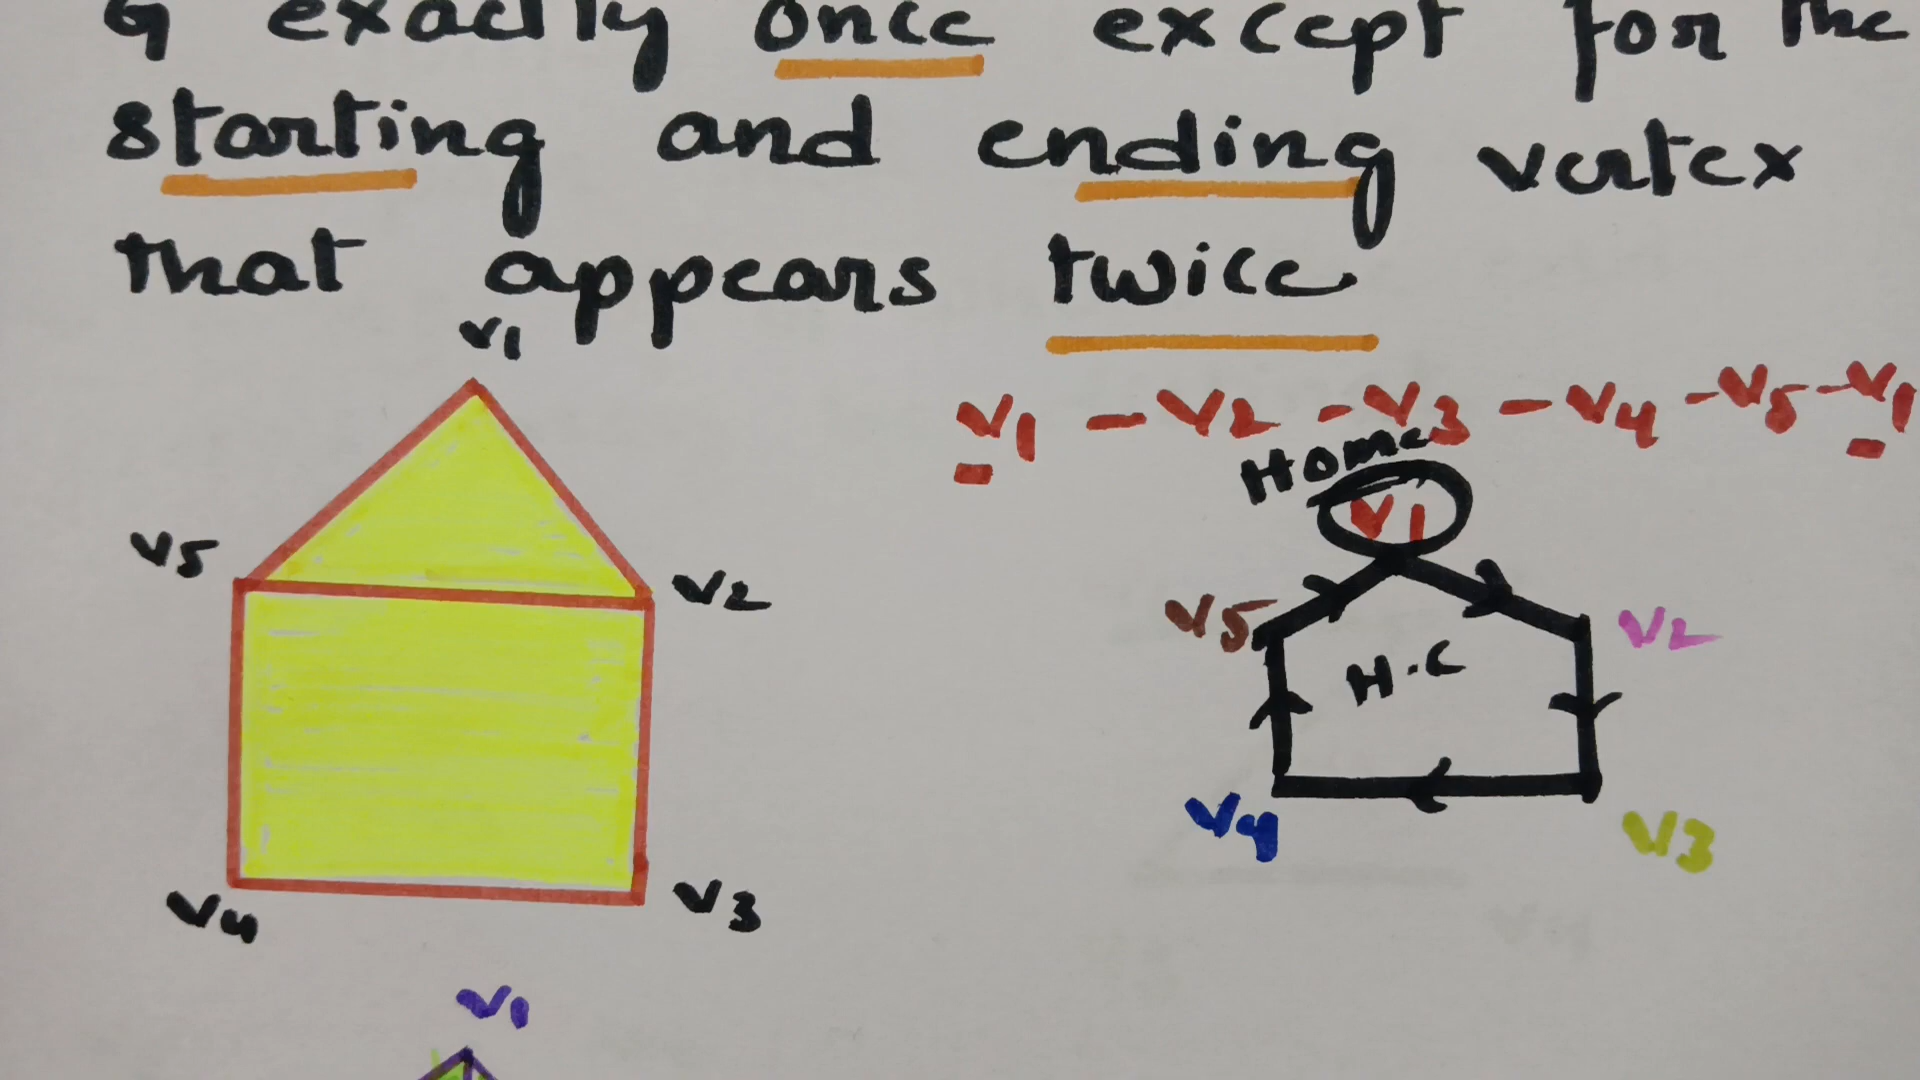 G exactly once except for the
starting and ending vertex
that appears twice
v1
v1 - v2 - v3 - v4 - v5 - v1
Home
v1
v5
v2
v5
v2
H.C
v4
v3
v4
v3
v1